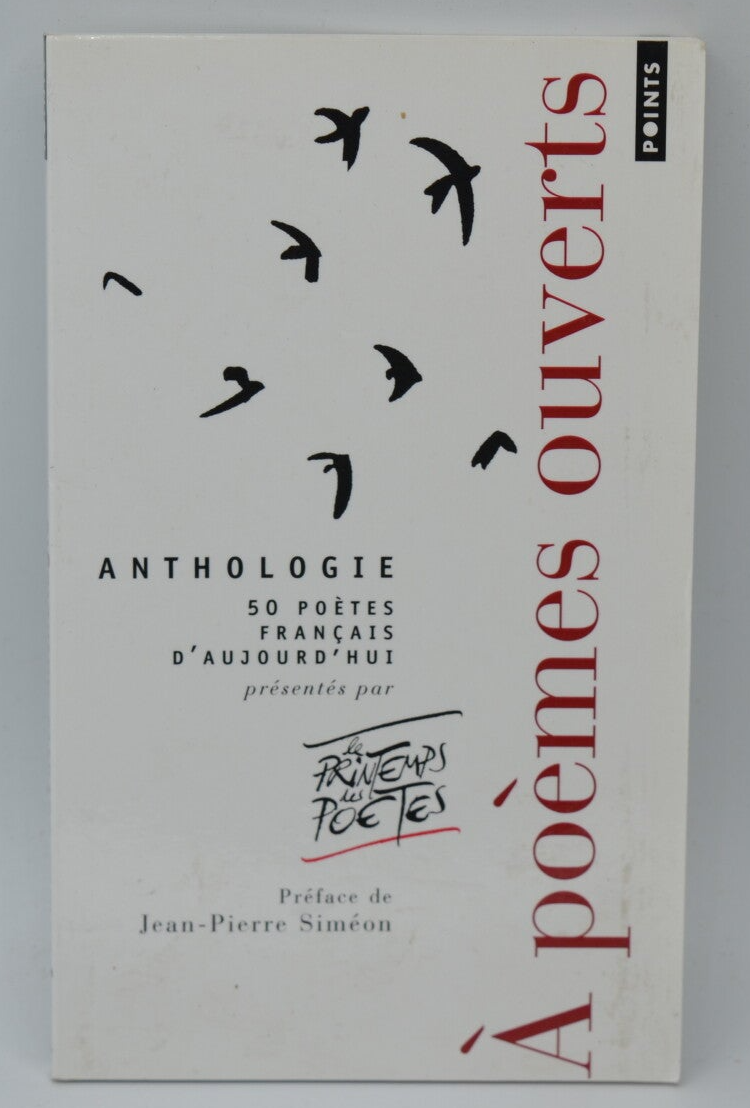 POINTS
À poèmes ouverts
ANTHOLOGIE
50 POÈTES
FRANÇAIS
D'AUJOURD'HUI
présentés par
le
PRINTEMPS
des
POETES
Préface de
Jean-Pierre Siméon